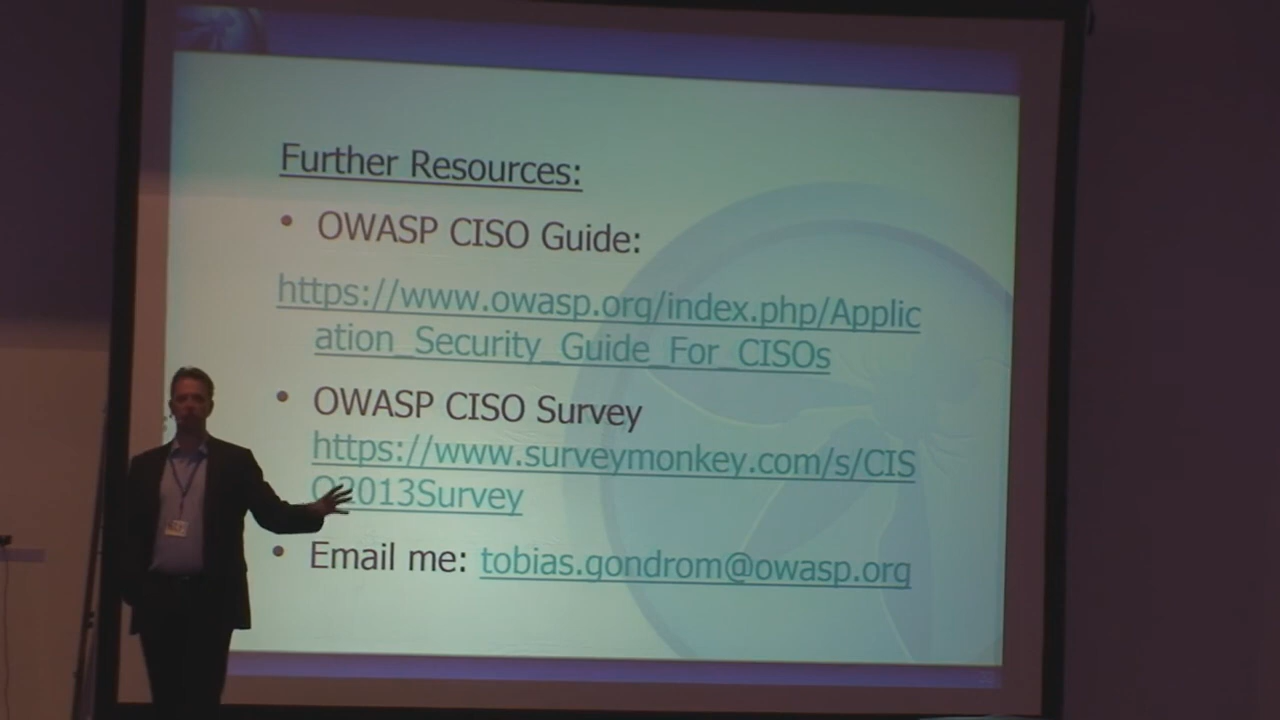 Further Resources:
• OWASP CISO Guide:
https://www.owasp.org/index.php/Applic
ation_Security_Guide_For_CISOs
• OWASP CISO Survey
https://www.surveymonkey.com/s/CIS
O2013Survey
• Email me: tobias.gondrom@owasp.org